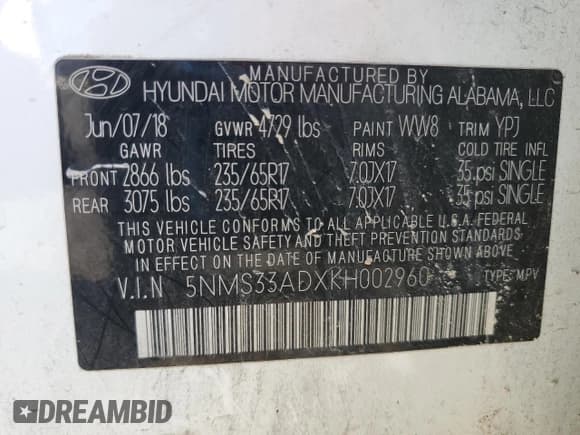 MANUFACTURED BY
HYUNDAI MOTOR MANUFACTURING ALABAMA, LLC
Jun/07/18 GVWR 4729 lbs PAINT WW8 TRIM YPJ
GAWR TIRES RIMS COLD TIRE INFL
FRONT 2866 lbs 235/65R17 7.0JX17 35 psi SINGLE
REAR 3075 lbs 235/65R17 7.0JX17 35 psi SINGLE
THIS VEHICLE CONFORMS TO ALL APPLICABLE U.S.A. FEDERAL
MOTOR VEHICLE SAFETY AND THEFT PREVENTION STANDARDS
IN EFFECT ON THE DATE OF MANUFACTURE SHOWN ABOVE.
V.I.N 5NMS33ADXKH002960 TYPE: MPV
DREAMBID